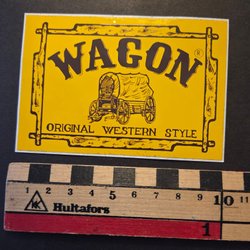 WAGON ®
ORIGINAL WESTERN STYLE
1 2 3 4 5 6 7 8 9 10 11
Hultafors 1